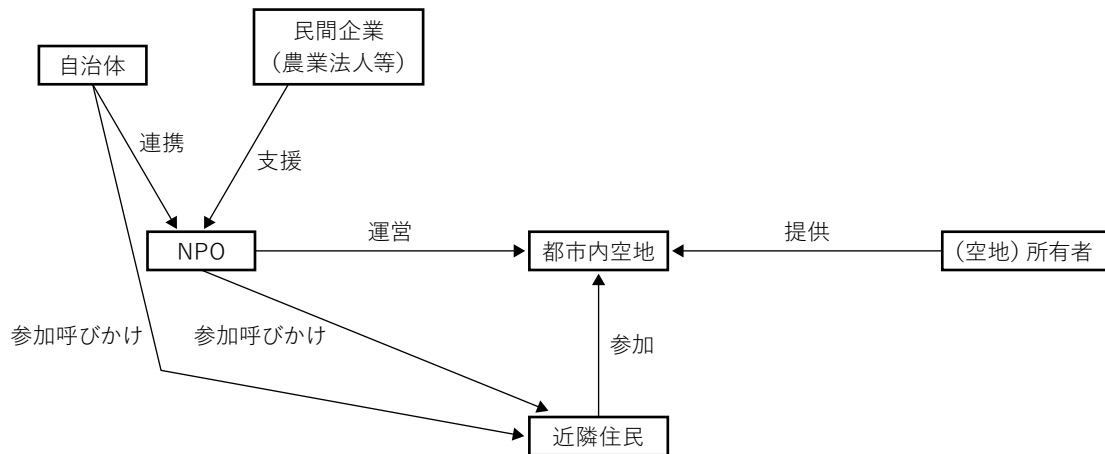 民間企業
(農業法人等)
自治体
連携
支援
NPO
運営
都市内空地
提供
(空地) 所有者
参加呼びかけ
参加呼びかけ
参加
近隣住民